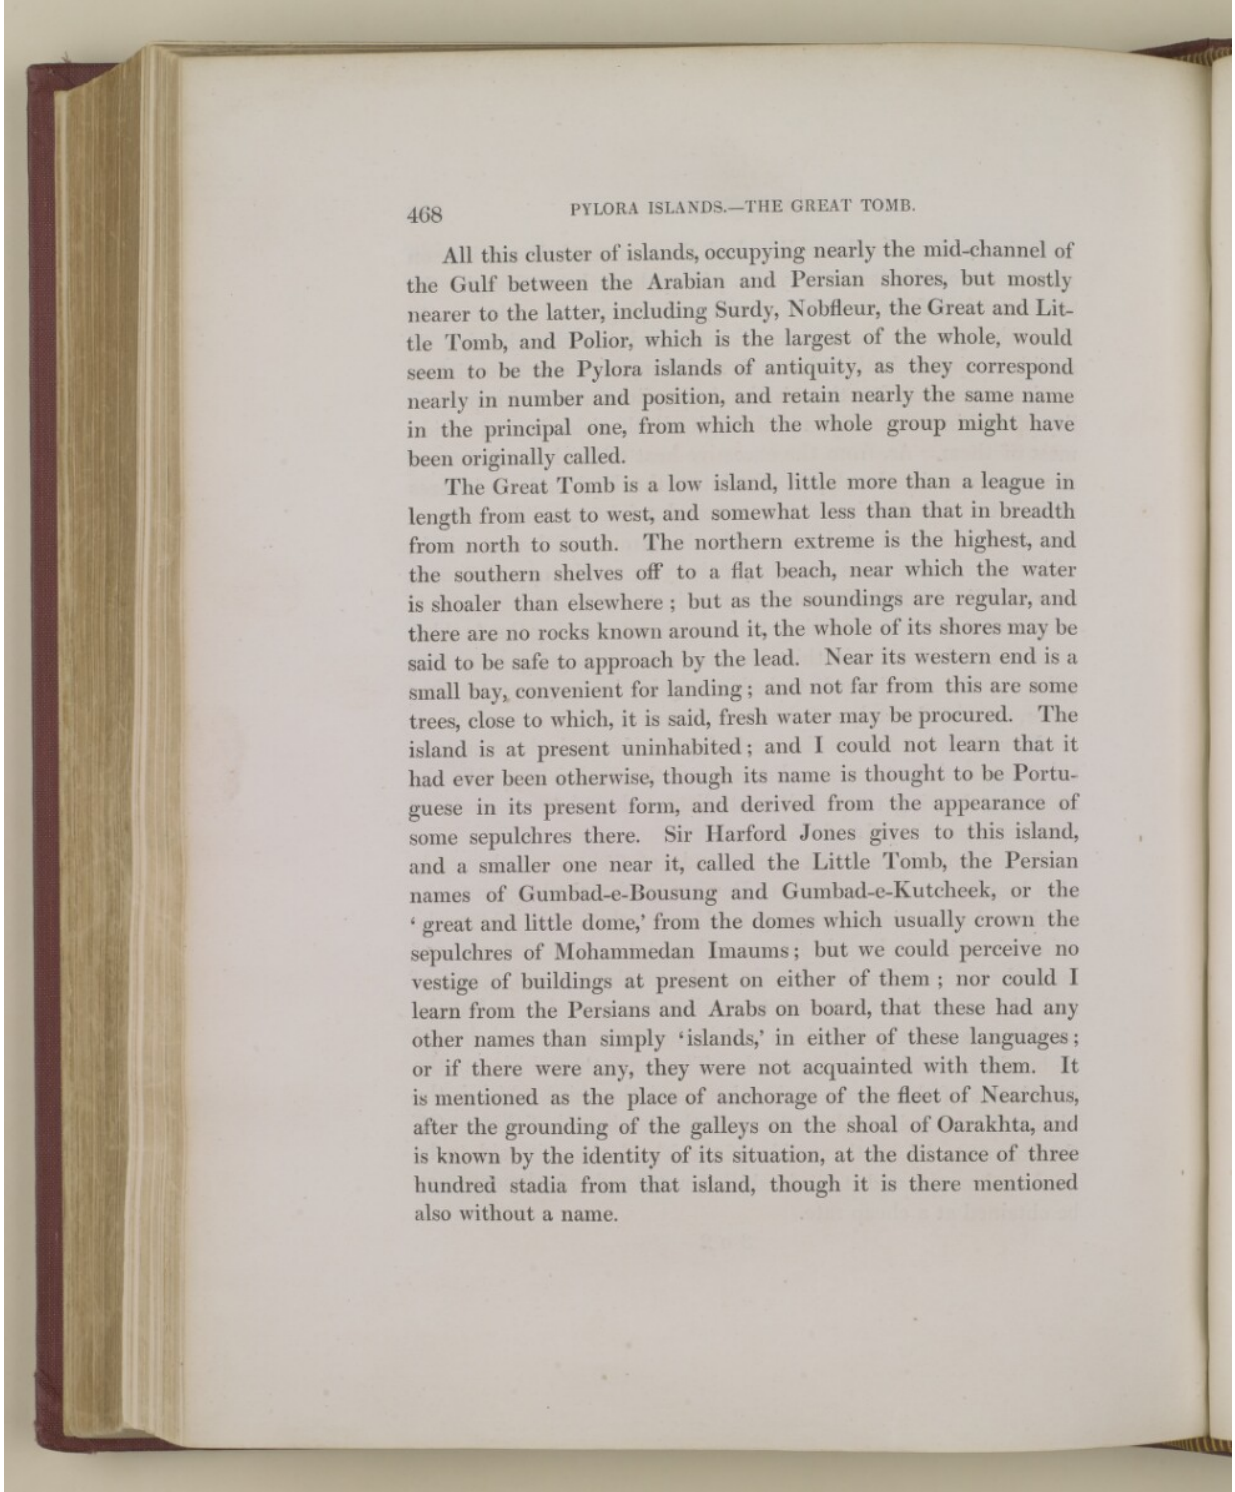 468 PYLORA ISLANDS.—THE GREAT TOMB.
All this cluster of islands, occupying nearly the mid-channel of
the Gulf between the Arabian and Persian shores, but mostly
nearer to the latter, including Surdy, Nobfleur, the Great and Lit-
tle Tomb, and Polior, which is the largest of the whole, would
seem to be the Pylora islands of antiquity, as they correspond
nearly in number and position, and retain nearly the same name
in the principal one, from which the whole group might have
been originally called.
The Great Tomb is a low island, little more than a league in
length from east to west, and somewhat less than that in breadth
from north to south. The northern extreme is the highest, and
the southern shelves off to a flat beach, near which the water
is shoaler than elsewhere; but as the soundings are regular, and
there are no rocks known around it, the whole of its shores may be
said to be safe to approach by the lead. Near its western end is a
small bay, convenient for landing; and not far from this are some
trees, close to which, it is said, fresh water may be procured. The
island is at present uninhabited; and I could not learn that it
had ever been otherwise, though its name is thought to be Portu-
guese in its present form, and derived from the appearance of
some sepulchres there. Sir Harford Jones gives to this island,
and a smaller one near it, called the Little Tomb, the Persian
names of Gumbad-e-Bousung and Gumbad-e-Kutcheek, or the
‘great and little dome,’ from the domes which usually crown the
sepulchres of Mohammedan Imaums; but we could perceive no
vestige of buildings at present on either of them; nor could I
learn from the Persians and Arabs on board, that these had any
other names than simply ‘islands,’ in either of these languages;
or if there were any, they were not acquainted with them. It
is mentioned as the place of anchorage of the fleet of Nearchus,
after the grounding of the galleys on the shoal of Oarakhta, and
is known by the identity of its situation, at the distance of three
hundred stadia from that island, though it is there mentioned
also without a name.